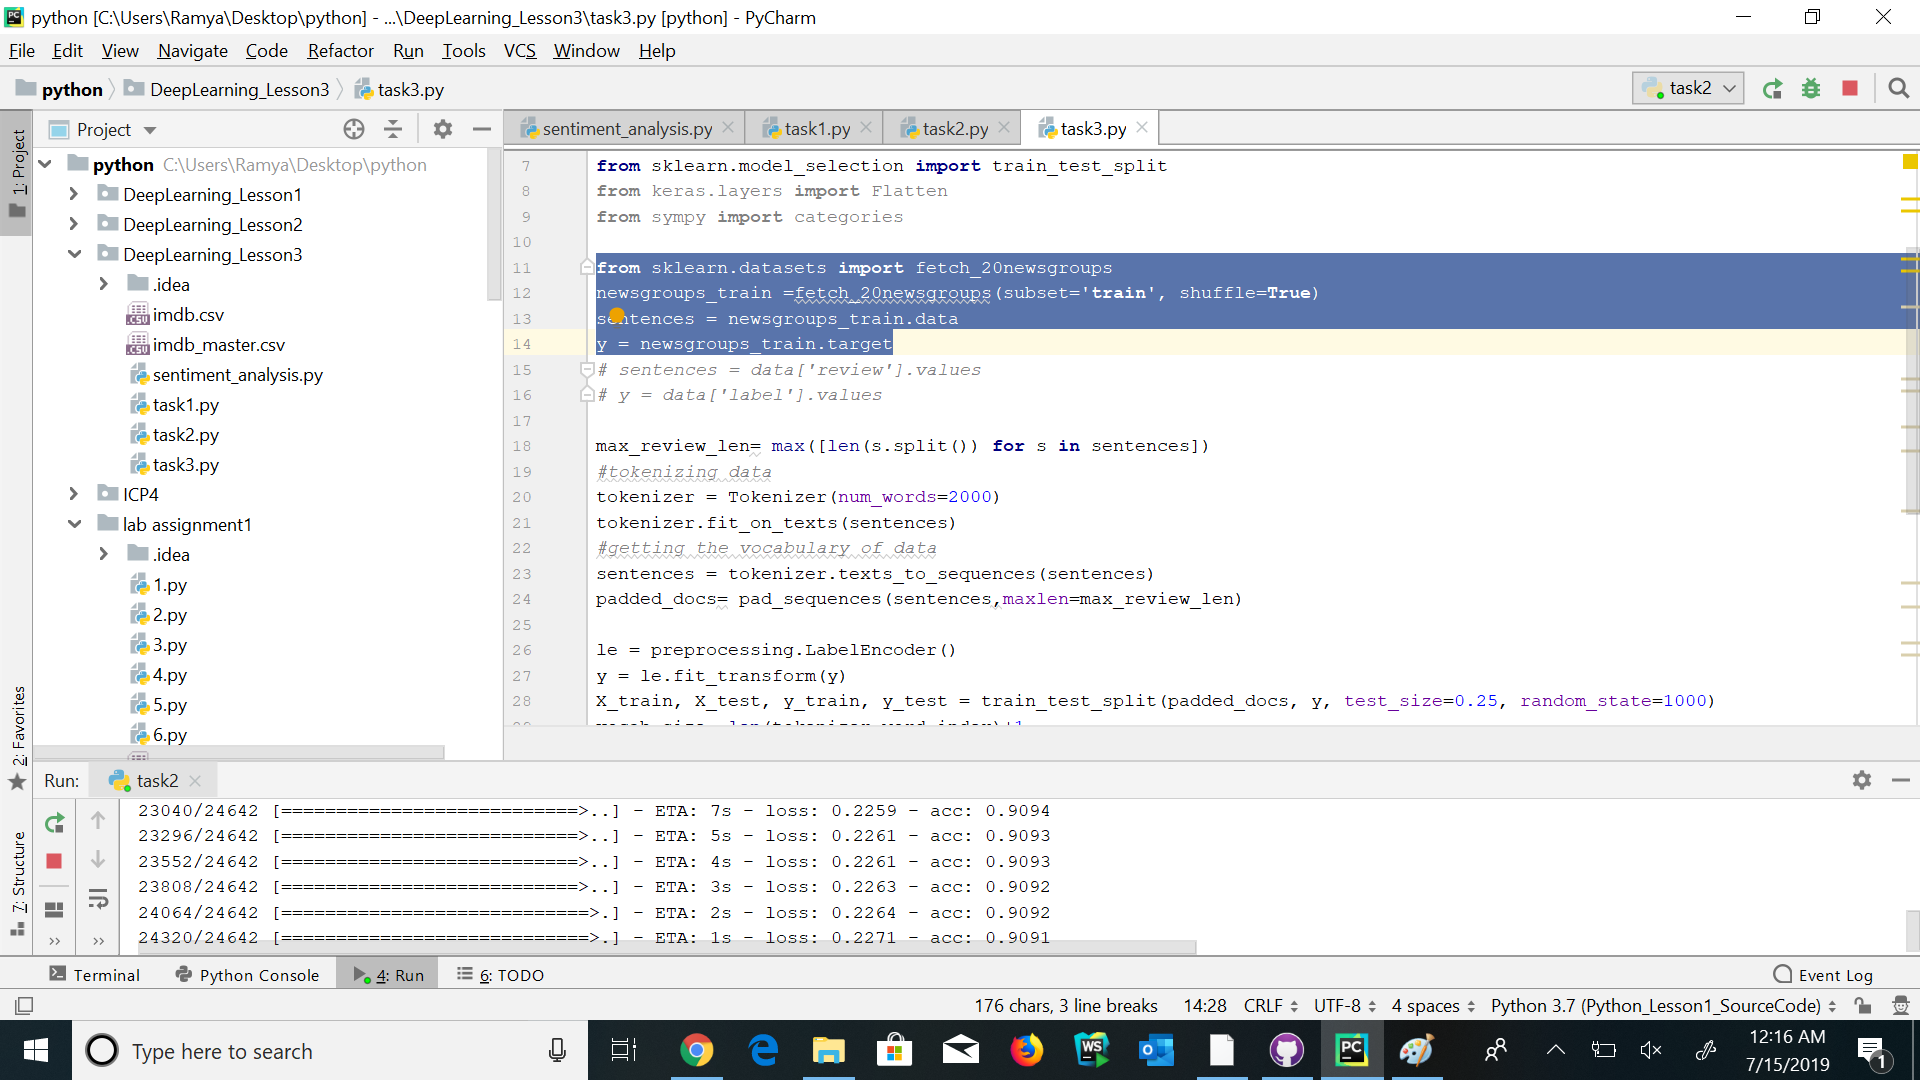 python [C:\Users\Ramya\Desktop\python] - ...\DeepLearning_Lesson3\task3.py [python] - PyCharm
File Edit View Navigate Code Refactor Run Tools VCS Window Help
python DeepLearning_Lesson3 task3.py
task2
Project
sentiment_analysis.py task1.py task2.py task3.py
1: Project
python C:\Users\Ramya\Desktop\python
DeepLearning_Lesson1
DeepLearning_Lesson2
DeepLearning_Lesson3
.idea
imdb.csv
imdb_master.csv
sentiment_analysis.py
task1.py
task2.py
task3.py
ICP4
lab assignment1
.idea
1.py
2.py
3.py
4.py
5.py
6.py
2: Favorites
7: Structure
7 from sklearn.model_selection import train_test_split
8 from keras.layers import Flatten
9 from sympy import categories
10
11 from sklearn.datasets import fetch_20newsgroups
12 newsgroups_train =fetch_20newsgroups(subset='train', shuffle=True)
13 sentences = newsgroups_train.data
14 y = newsgroups_train.target
15 # sentences = data['review'].values
16 # y = data['label'].values
17
18 max_review_len= max([len(s.split()) for s in sentences])
19 #tokenizing data
20 tokenizer = Tokenizer(num_words=2000)
21 tokenizer.fit_on_texts(sentences)
22 #getting the vocabulary of data
23 sentences = tokenizer.texts_to_sequences(sentences)
24 padded_docs= pad_sequences(sentences,maxlen=max_review_len)
25
26 le = preprocessing.LabelEncoder()
27 y = le.fit_transform(y)
28 X_train, X_test, y_train, y_test = train_test_split(padded_docs, y, test_size=0.25, random_state=1000)
Run: task2
23040/24642 [===========================>..] - ETA: 7s - loss: 0.2259 - acc: 0.9094
23296/24642 [===========================>..] - ETA: 5s - loss: 0.2261 - acc: 0.9093
23552/24642 [===========================>..] - ETA: 4s - loss: 0.2261 - acc: 0.9093
23808/24642 [===========================>..] - ETA: 3s - loss: 0.2263 - acc: 0.9092
24064/24642 [============================>.] - ETA: 2s - loss: 0.2264 - acc: 0.9092
24320/24642 [============================>.] - ETA: 1s - loss: 0.2271 - acc: 0.9091
Terminal Python Console 4: Run 6: TODO Event Log
176 chars, 3 line breaks 14:28 CRLF UTF-8 4 spaces Python 3.7 (Python_Lesson1_SourceCode)
Type here to search
12:16 AM
7/15/2019
1